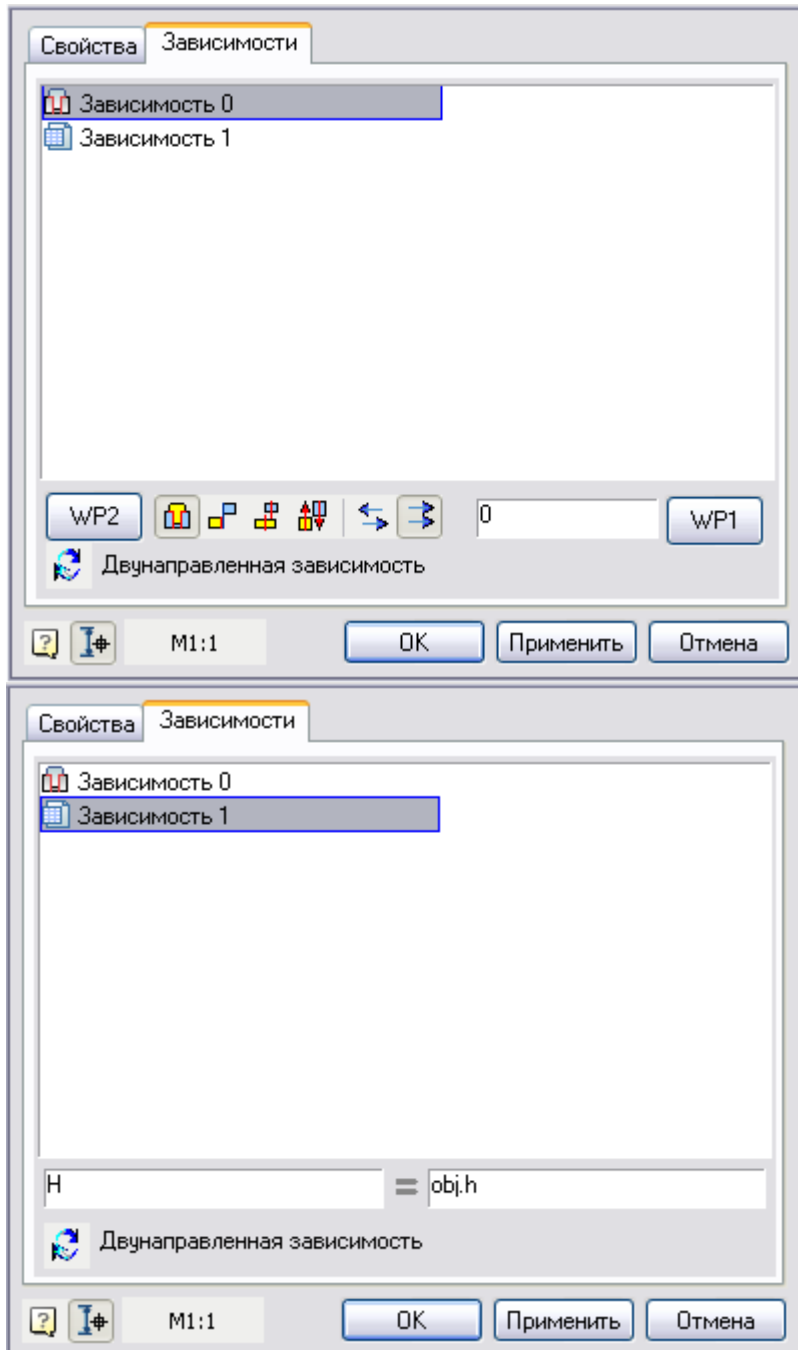 Свойства Зависимости
Зависимость 0
Зависимость 1
WP2 0 WP1
Двунаправленная зависимость
M1:1 OK Применить Отмена
Свойства Зависимости
Зависимость 0
Зависимость 1
H = obj.h
Двунаправленная зависимость
M1:1 OK Применить Отмена